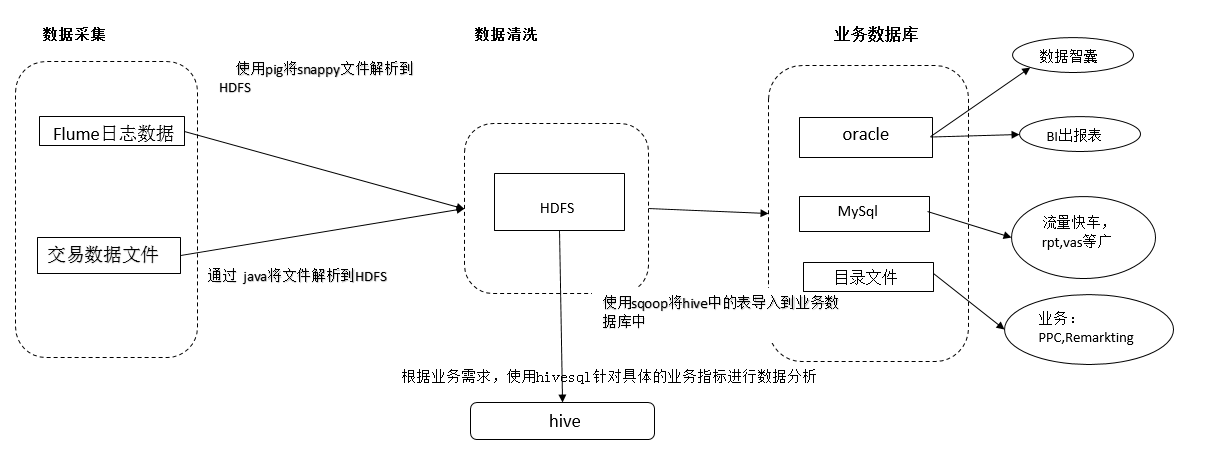 数据采集
数据清洗
业务数据库
使用pig将snappy文件解析到
HDFS
数据智囊
Flume日志数据
oracle
BI出报表
HDFS
MySql
流量快车，
rpt,vas等广
交易数据文件
通过 java将文件解析到HDFS
目录文件
使用sqoop将hive中的表导入到业务数
据库中
业务：
PPC,Remarkting
根据业务需求，使用hivesql针对具体的业务指标进行数据分析
hive